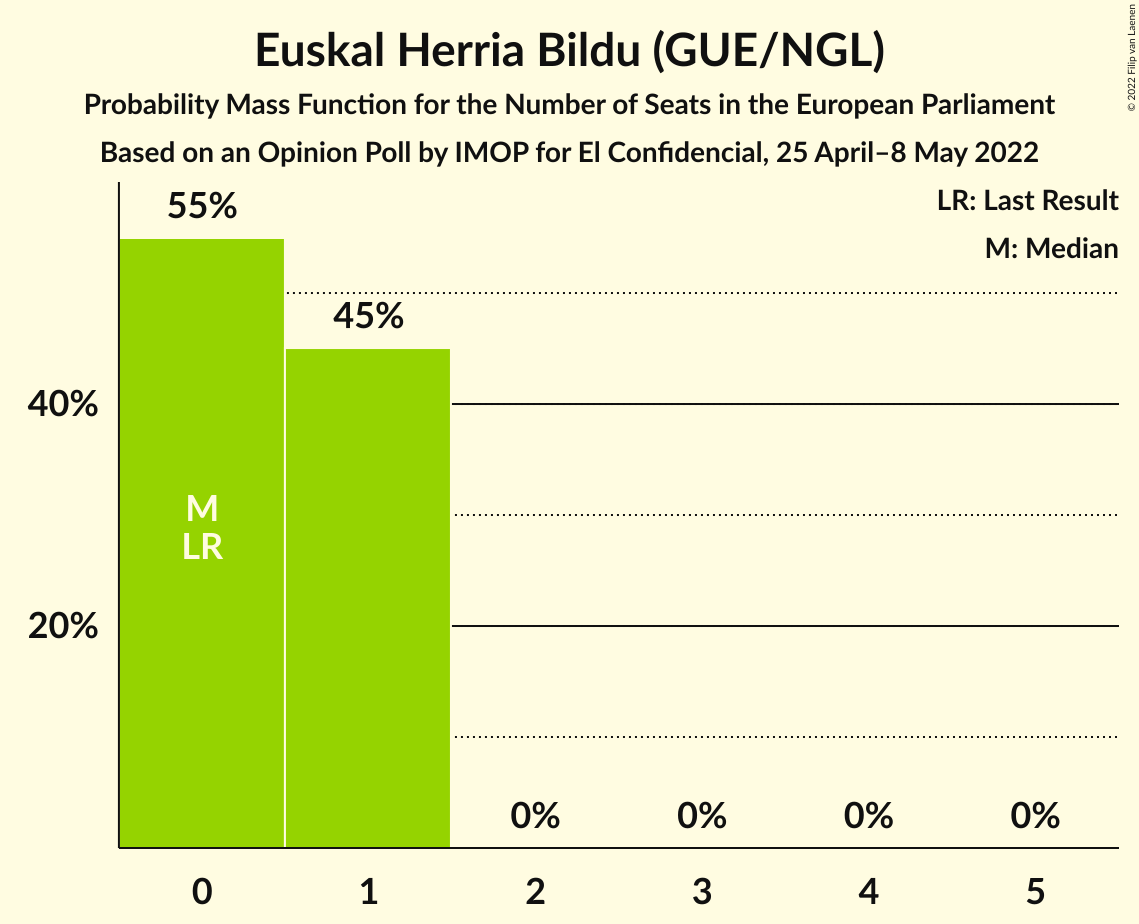 Euskal Herria Bildu (GUE/NGL)
Probability Mass Function for the Number of Seats in the European Parliament
Based on an Opinion Poll by IMOP for El Confidencial, 25 April–8 May 2022
© 2022 Filip van Laenen
LR: Last Result
M: Median
55%
45%
40%
20%
M
LR
0%
0%
0%
0%
0 1 2 3 4 5